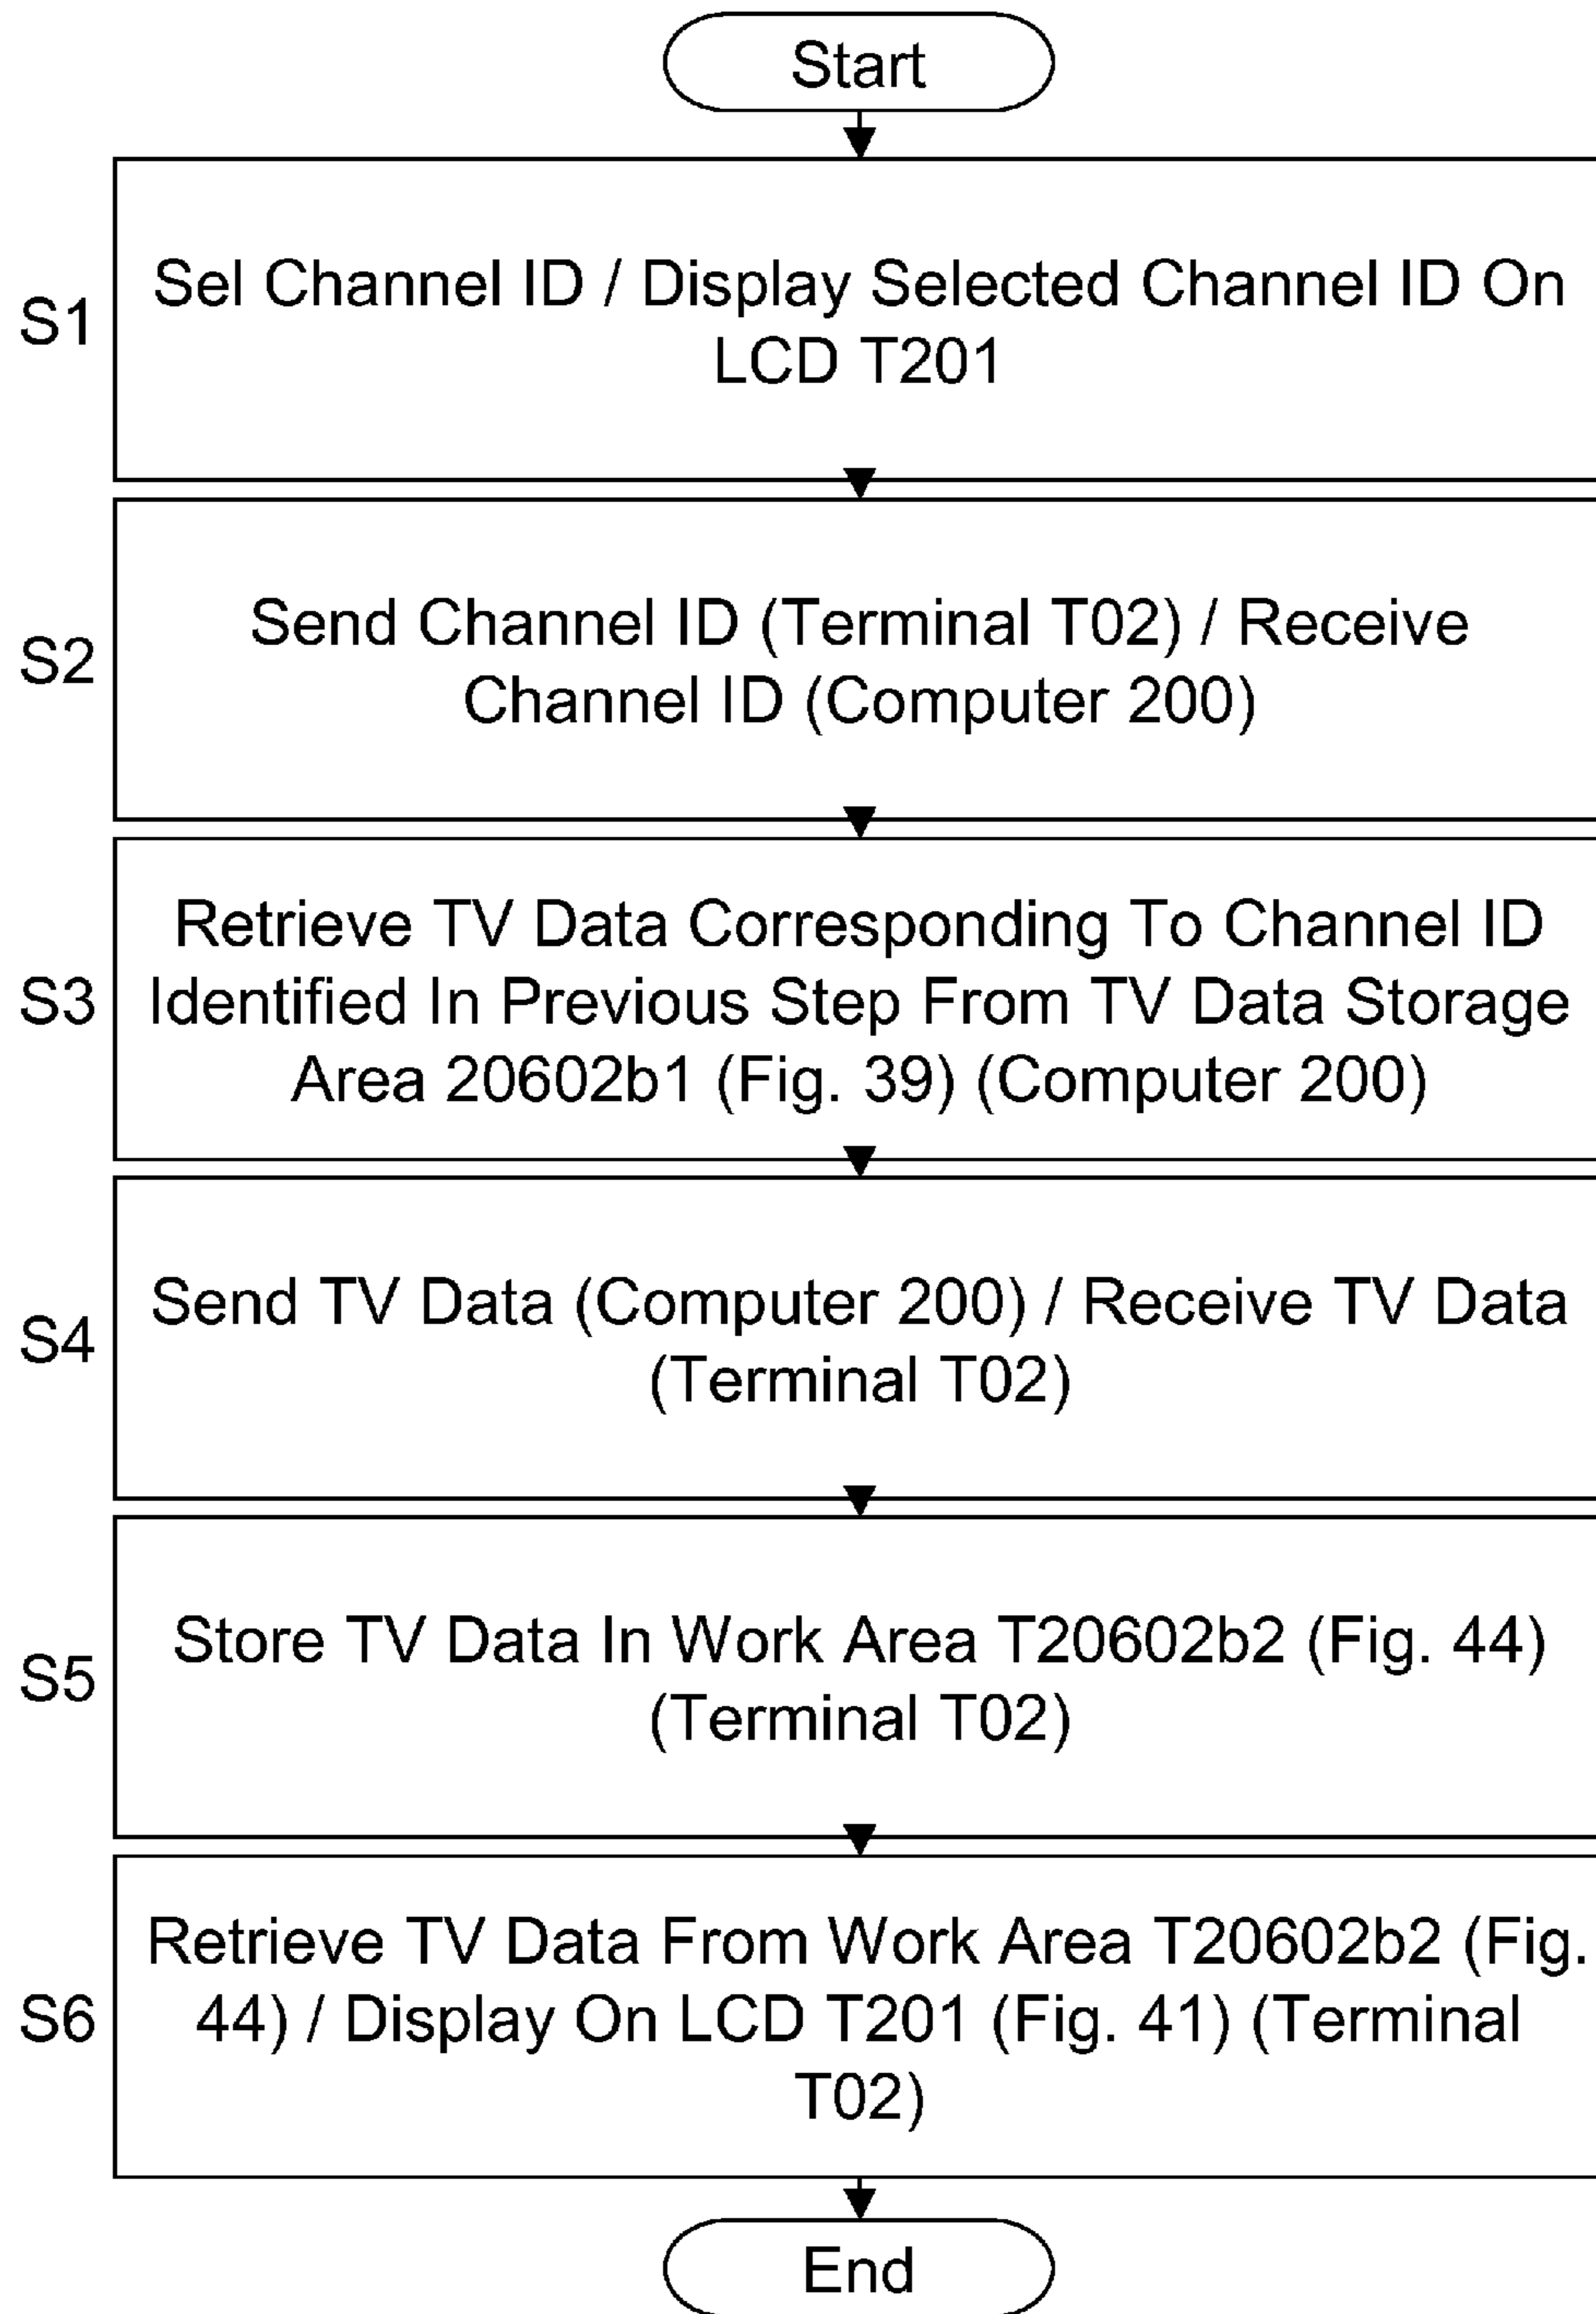 Start
S1
Sel Channel ID / Display Selected Channel ID On
LCD T201
S2
Send Channel ID (Terminal T02) / Receive
Channel ID (Computer 200)
S3
Retrieve TV Data Corresponding To Channel ID
Identified In Previous Step From TV Data Storage
Area 20602b1 (Fig. 39) (Computer 200)
S4
Send TV Data (Computer 200) / Receive TV Data
(Terminal T02)
S5
Store TV Data In Work Area T20602b2 (Fig. 44)
(Terminal T02)
S6
Retrieve TV Data From Work Area T20602b2 (Fig.
44) / Display On LCD T201 (Fig. 41) (Terminal
T02)
End